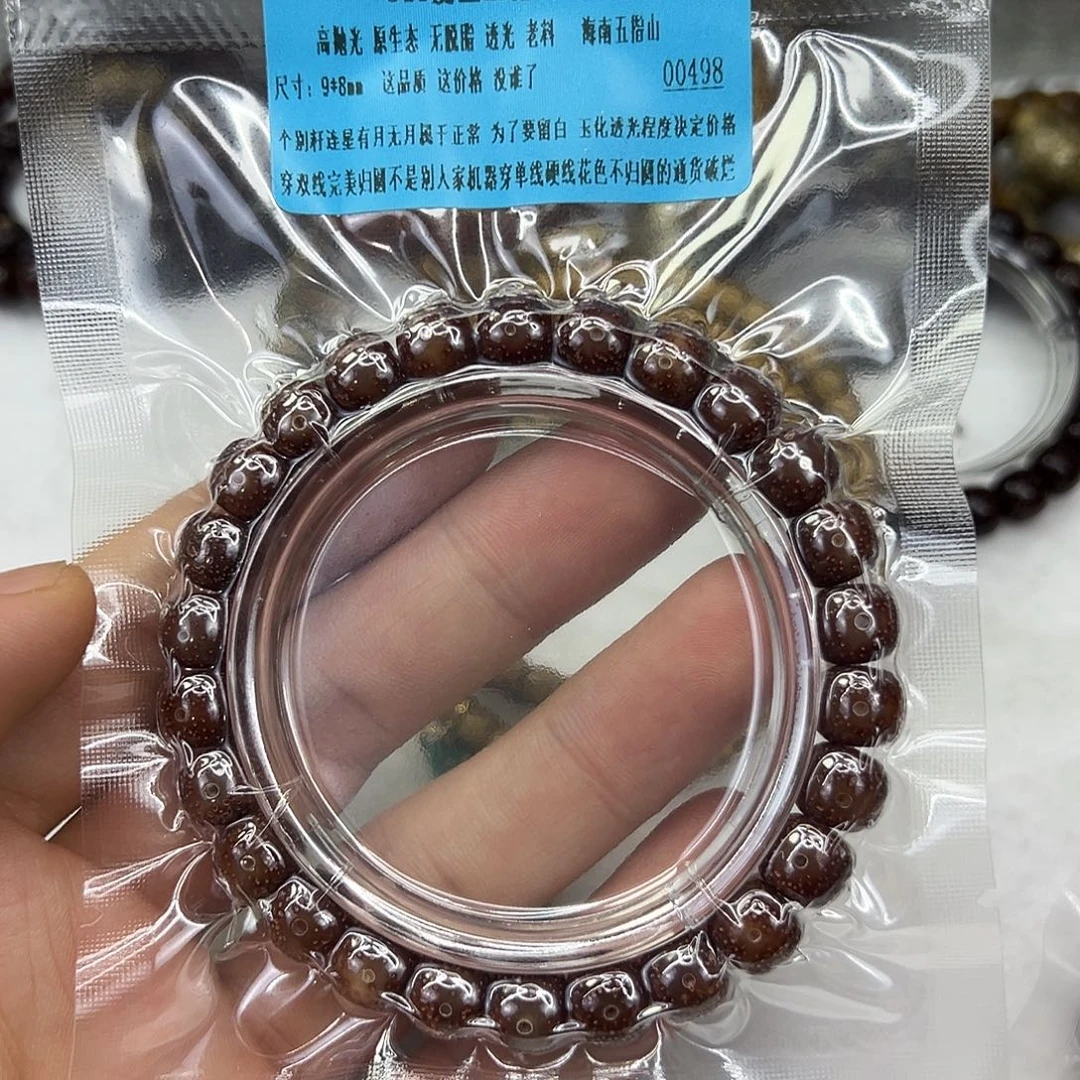 高抛光 原生态 无脱脂 透光 老料 海南五指山
尺寸：9*8mm 这品质 这价格 没难了 00498
个别籽连星有月无月属于正常 为了要留白 玉化透光程度决定价格
穿双线完美归圆不是别人家机器穿单线硬线花色不归圆的通货破烂